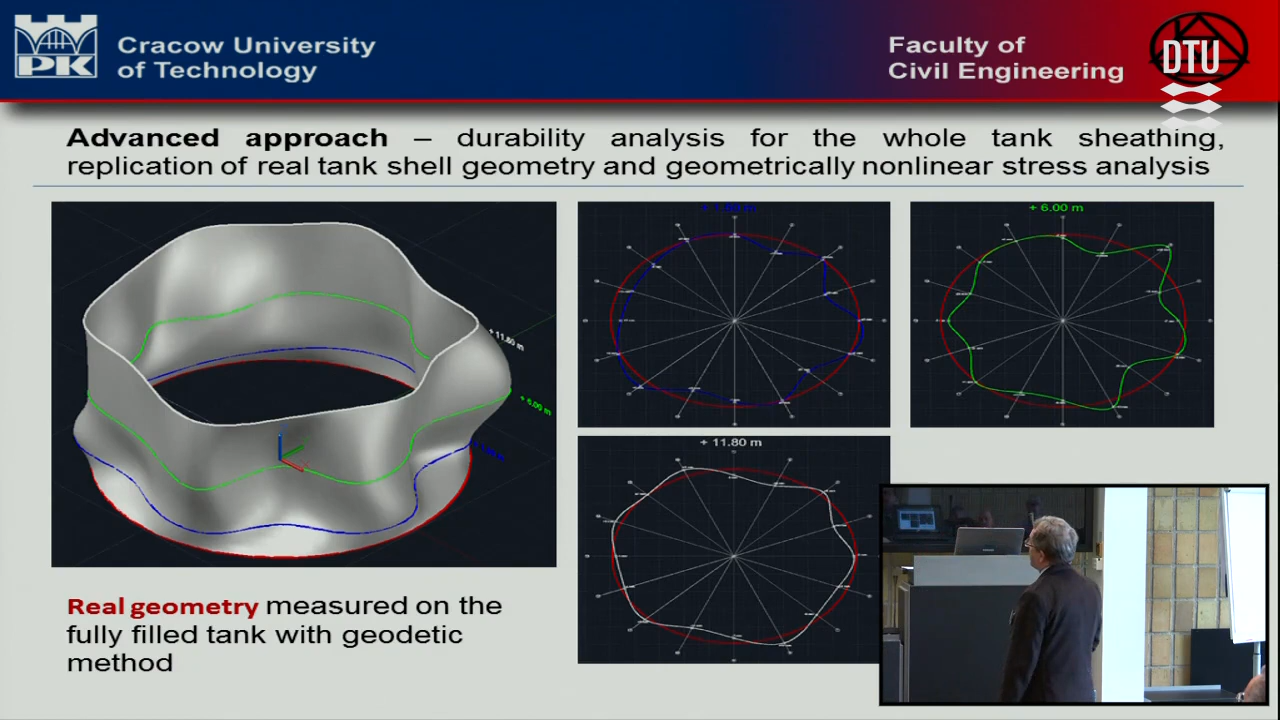 PK
Cracow University
of Technology
Faculty of
Civil Engineering
DTU
Advanced approach – durability analysis for the whole tank sheathing,
replication of real tank shell geometry and geometrically nonlinear stress analysis
+ 11.80 m
+ 6.00 m
+ 6.00 m
+ 11.80 m
Real geometry measured on the
fully filled tank with geodetic
method